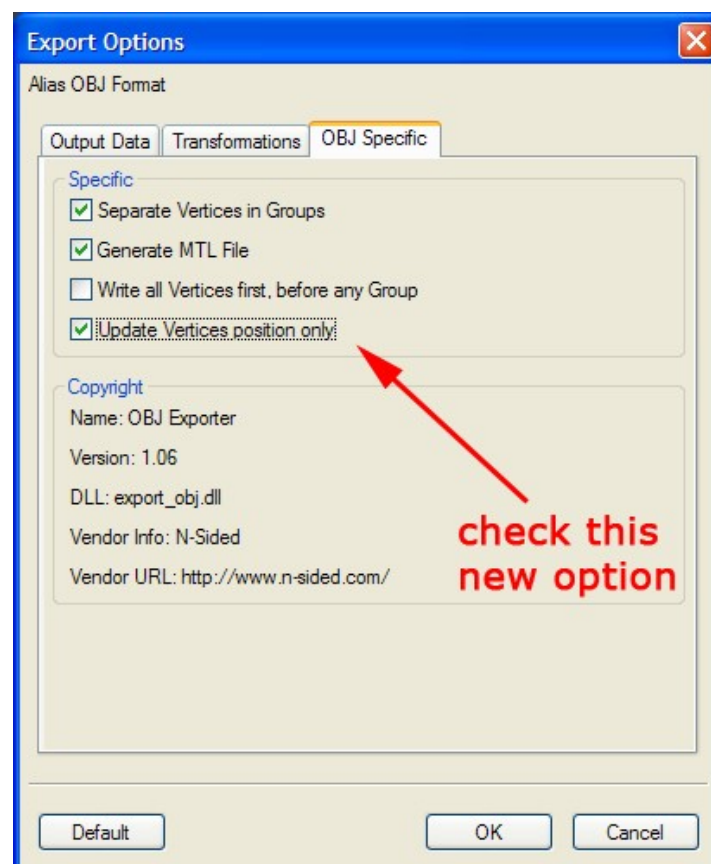 Export Options
Alias OBJ Format
Output Data Transformations OBJ Specific
Specific
Separate Vertices in Groups
Generate MTL File
Write all Vertices first, before any Group
Update Vertices position only
Copyright
Name: OBJ Exporter
Version: 1.06
DLL: export_obj.dll
Vendor Info: N-Sided
Vendor URL: http://www.n-sided.com/
check this
new option
Default OK Cancel